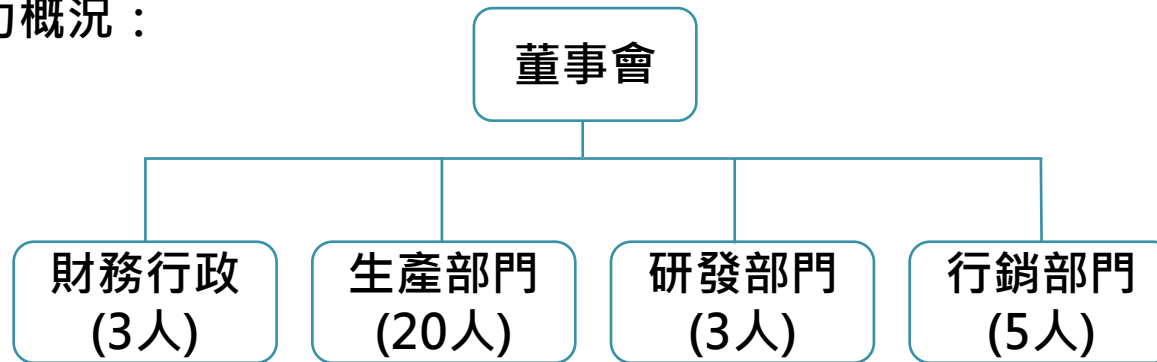 概況：
董事會
財務行政
(3人)
生產部門
(20人)
研發部門
(3人)
行銷部門
(5人)